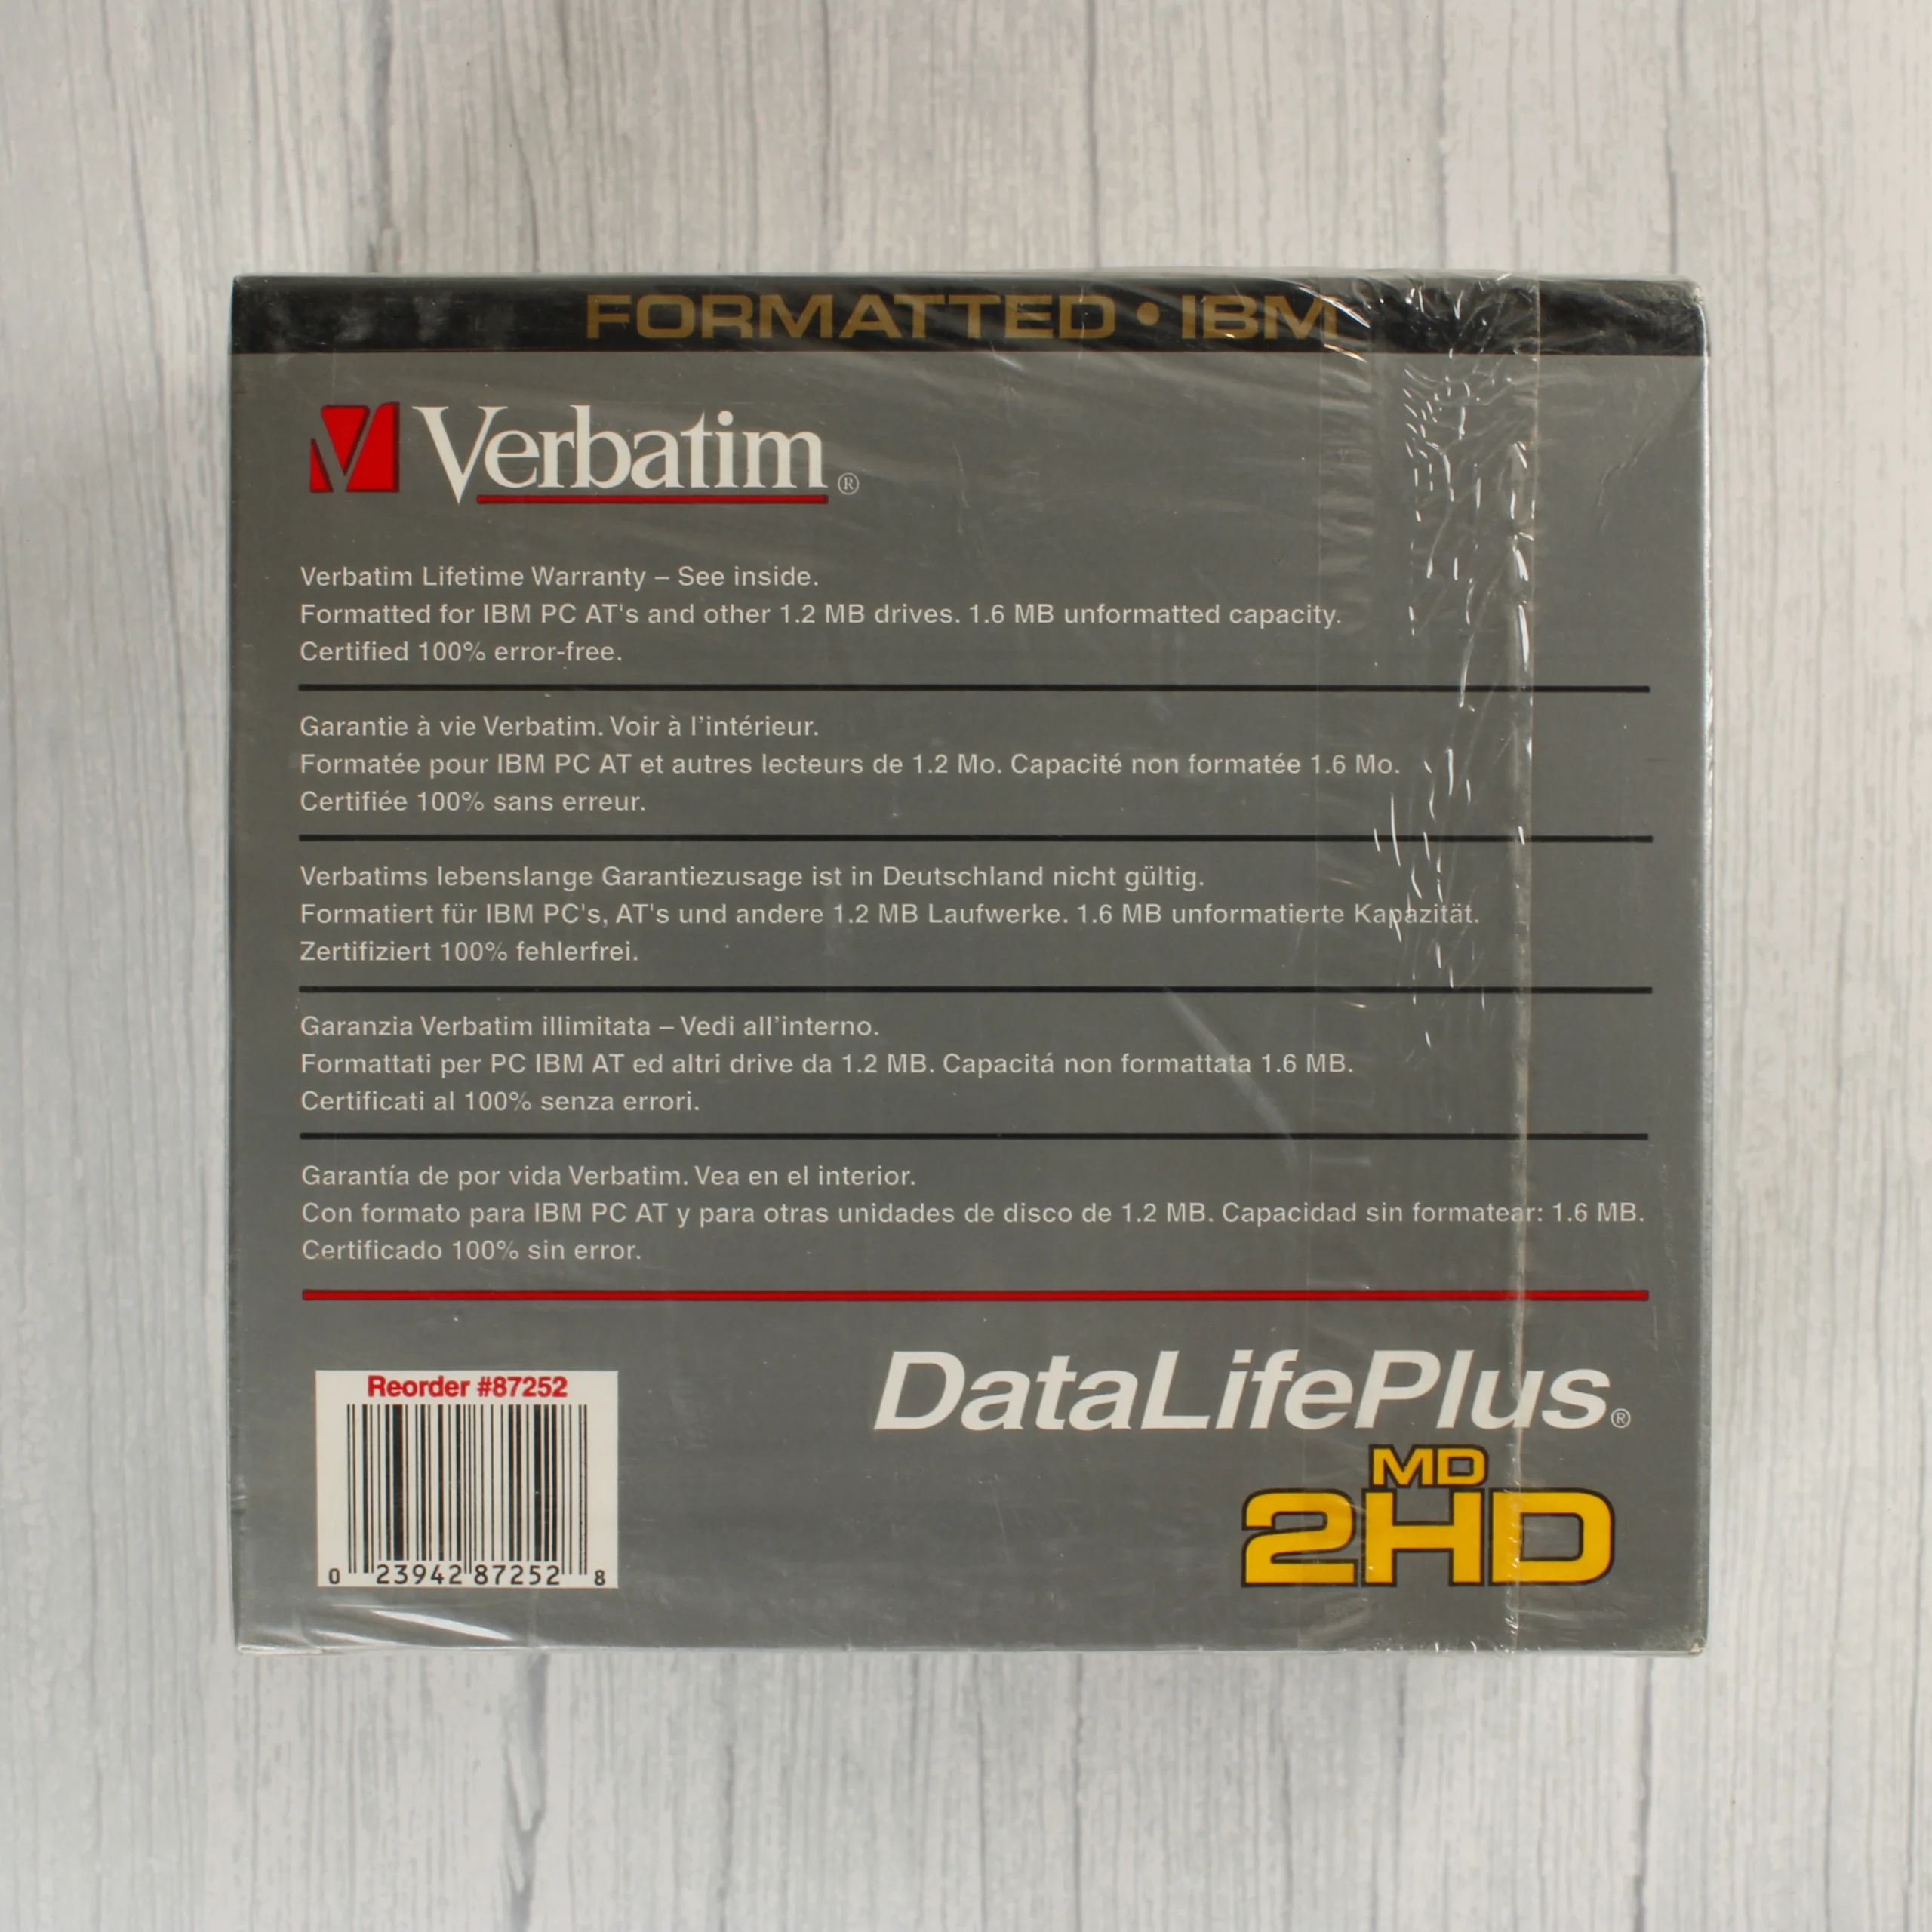 FORMATTED • IBM
Verbatim®
Verbatim Lifetime Warranty – See inside.
Formatted for IBM PC AT's and other 1.2 MB drives. 1.6 MB unformatted capacity.
Certified 100% error-free.
Garantie à vie Verbatim. Voir à l'intérieur.
Formatée pour IBM PC AT et autres lecteurs de 1.2 Mo. Capacité non formatée 1.6 Mo.
Certifiée 100% sans erreur.
Verbatims lebenslange Garantiezusage ist in Deutschland nicht gültig.
Formatiert für IBM PC's, AT's und andere 1.2 MB Laufwerke. 1.6 MB unformatierte Kapazität.
Zertifiziert 100% fehlerfrei.
Garanzia Verbatim illimitata – Vedi all'interno.
Formattati per PC IBM AT ed altri drive da 1.2 MB. Capacitá non formattata 1.6 MB.
Certificati al 100% senza errori.
Garantía de por vida Verbatim. Vea en el interior.
Con formato para IBM PC AT y para otras unidades de disco de 1.2 MB. Capacidad sin formatear: 1.6 MB.
Certificado 100% sin error.
Reorder #87252
0 23942 87252 8
DataLifePlus®
MD
2HD